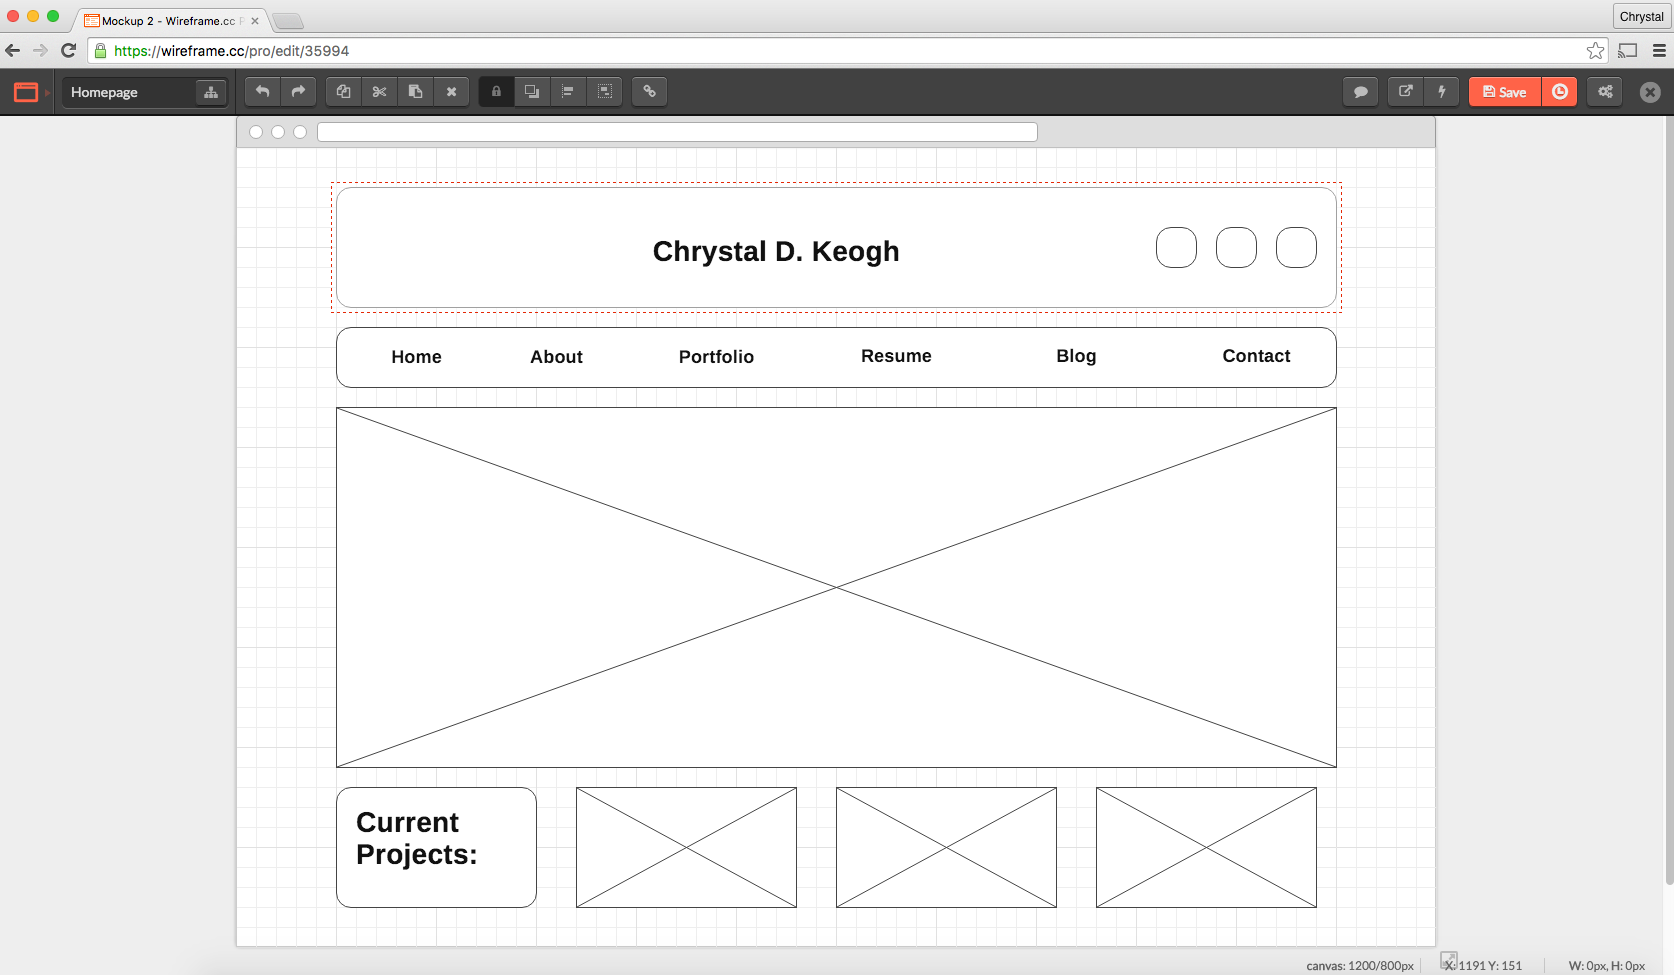 Mockup 2 - Wireframe.cc P
Chrystal
https://wireframe.cc/pro/edit/35994
Homepage
Save
Chrystal D. Keogh
Home About Portfolio Resume Blog Contact
Current
Projects:
canvas: 1200/800px X: 1191 Y: 151 W: 0px, H: 0px